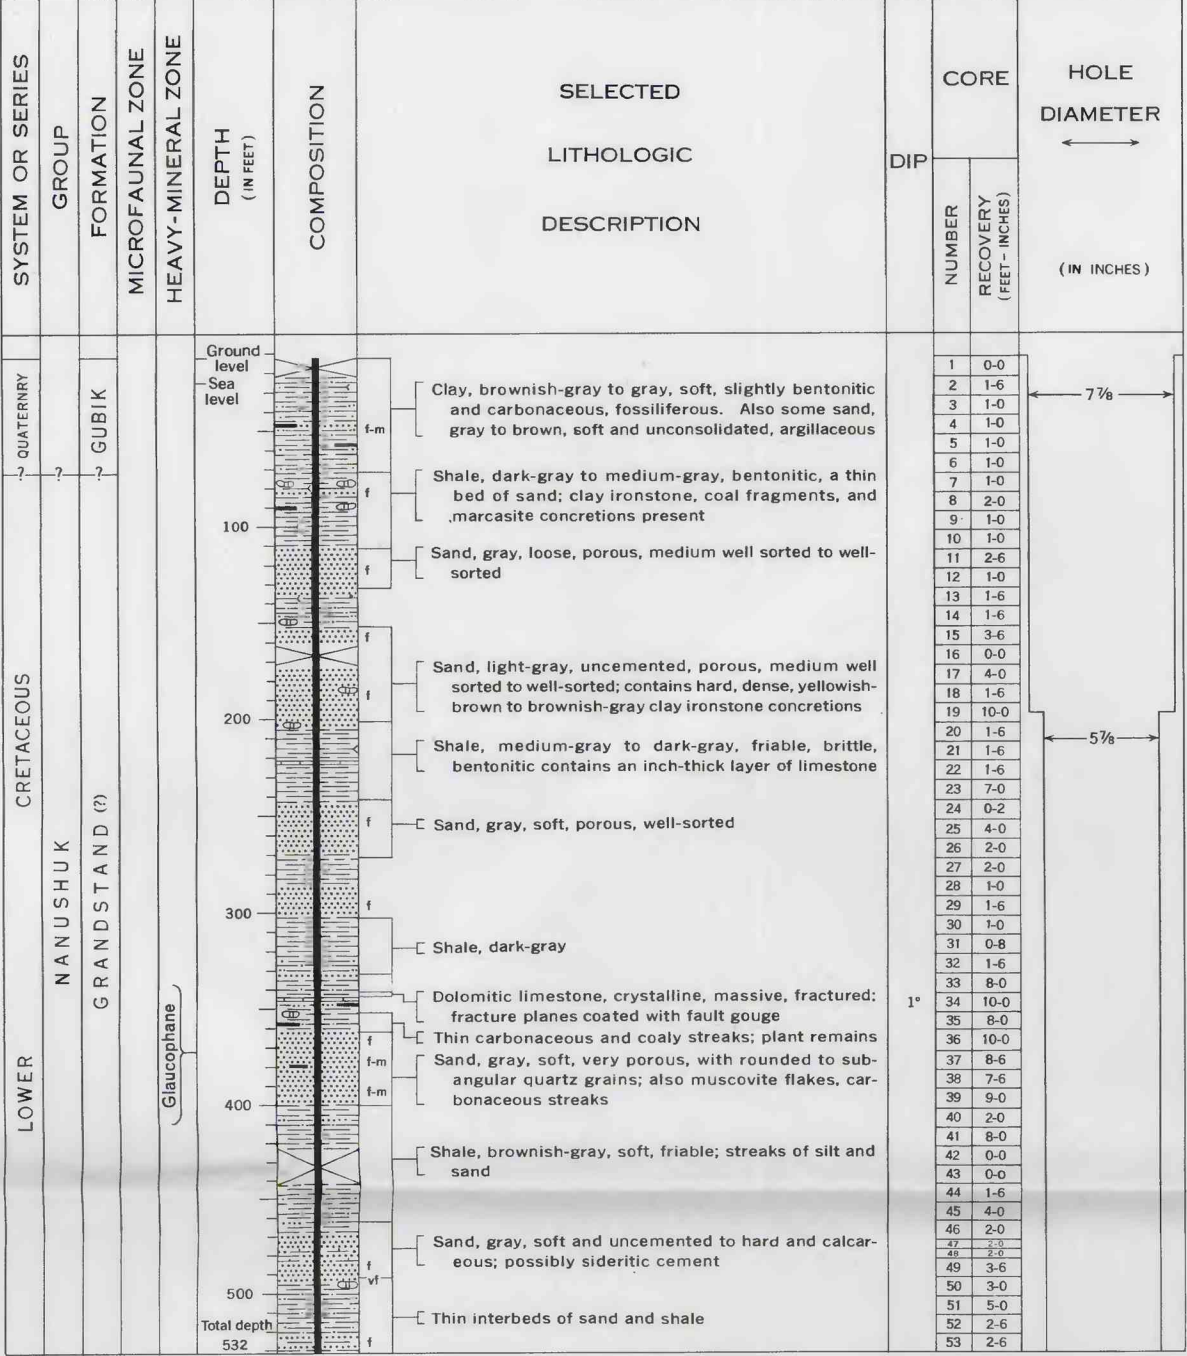 SYSTEM OR SERIES
GROUP
FORMATION
MICROFAUNAL ZONE
HEAVY-MINERAL ZONE
DEPTH
(IN FEET)
COMPOSITION
SELECTED
LITHOLOGIC
DESCRIPTION
DIP
CORE
NUMBER
RECOVERY
(FEET-INCHES)
HOLE
DIAMETER
(IN INCHES)
QUATERNERY
LOWER CRETACEOUS
NANUSHUK
GUBIK
GRANDSTAND (?)
? ? ?
Glaucophane
Ground
level
Sea
level
100
200
300
400
500
Total depth
532
f-m
f
f
f
f
f
f
f
f-m
f-m
f
vf
f
Clay, brownish-gray to gray, soft, slightly bentonitic
and carbonaceous, fossiliferous. Also some sand,
gray to brown, soft and unconsolidated, argillaceous
Shale, dark-gray to medium-gray, bentonitic, a thin
bed of sand; clay ironstone, coal fragments, and
marcasite concretions present
Sand, gray, loose, porous, medium well sorted to well-
sorted
Sand, light-gray, uncemented, porous, medium well
sorted to well-sorted; contains hard, dense, yellowish-
brown to brownish-gray clay ironstone concretions
Shale, medium-gray to dark-gray, friable, brittle,
bentonitic contains an inch-thick layer of limestone
Sand, gray, soft, porous, well-sorted
Shale, dark-gray
Dolomitic limestone, crystalline, massive, fractured;
fracture planes coated with fault gouge
Thin carbonaceous and coaly streaks; plant remains
Sand, gray, soft, very porous, with rounded to sub-
angular quartz grains; also muscovite flakes, car-
bonaceous streaks
Shale, brownish-gray, soft, friable; streaks of silt and
sand
Sand, gray, soft and uncemented to hard and calcar-
eous; possibly sideritic cement
Thin interbeds of sand and shale
1°
1 0-0
2 1-6
3 1-0
4 1-0
5 1-0
6 1-0
7 1-0
8 2-0
9 1-0
10 1-0
11 2-6
12 1-0
13 1-6
14 1-6
15 3-6
16 0-0
17 4-0
18 1-6
19 10-0
20 1-6
21 1-6
22 1-6
23 7-0
24 0-2
25 4-0
26 2-0
27 2-0
28 1-0
29 1-6
30 1-0
31 0-8
32 1-6
33 8-0
34 10-0
35 8-0
36 10-0
37 8-6
38 7-6
39 9-0
40 2-0
41 8-0
42 0-0
43 0-0
44 1-6
45 4-0
46 2-0
47 2-0
48 2-0
49 3-6
50 3-0
51 5-0
52 2-6
53 2-6
7⅞
5⅞